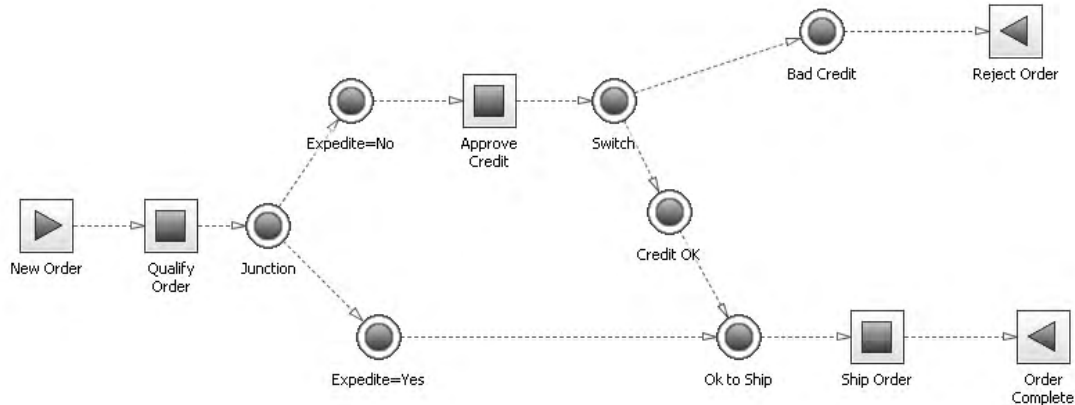 Bad Credit
Reject Order
Expedite=No
Approve
Credit
Switch
New Order
Qualify
Order
Junction
Credit OK
Expedite=Yes
Ok to Ship
Ship Order
Order
Complete